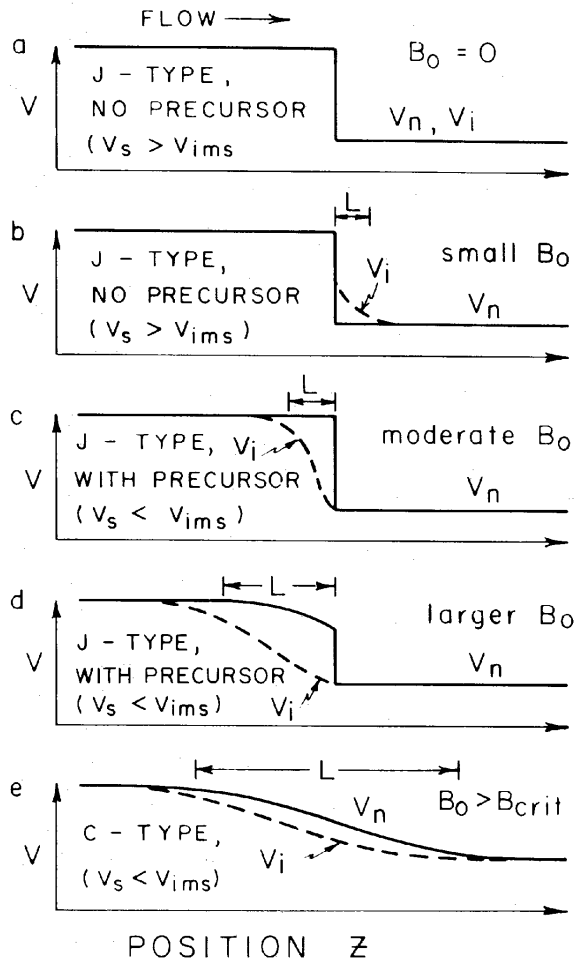 FLOW
a
J - TYPE,
NO PRECURSOR
(Vs > Vims
B0 = 0
Vn, Vi
V
L
b
J - TYPE,
NO PRECURSOR
(Vs > Vims)
Vi
small B0
Vn
V
L
c
J - TYPE,
WITH PRECURSOR
(Vs < Vims)
Vi
moderate B0
Vn
V
L
d
J - TYPE,
WITH PRECURSOR
(Vs < Vims)
Vi
larger B0
Vn
V
L
e
C - TYPE,
(Vs < Vims)
Vi
Vn
B0 > Bcrit
V
POSITION Z